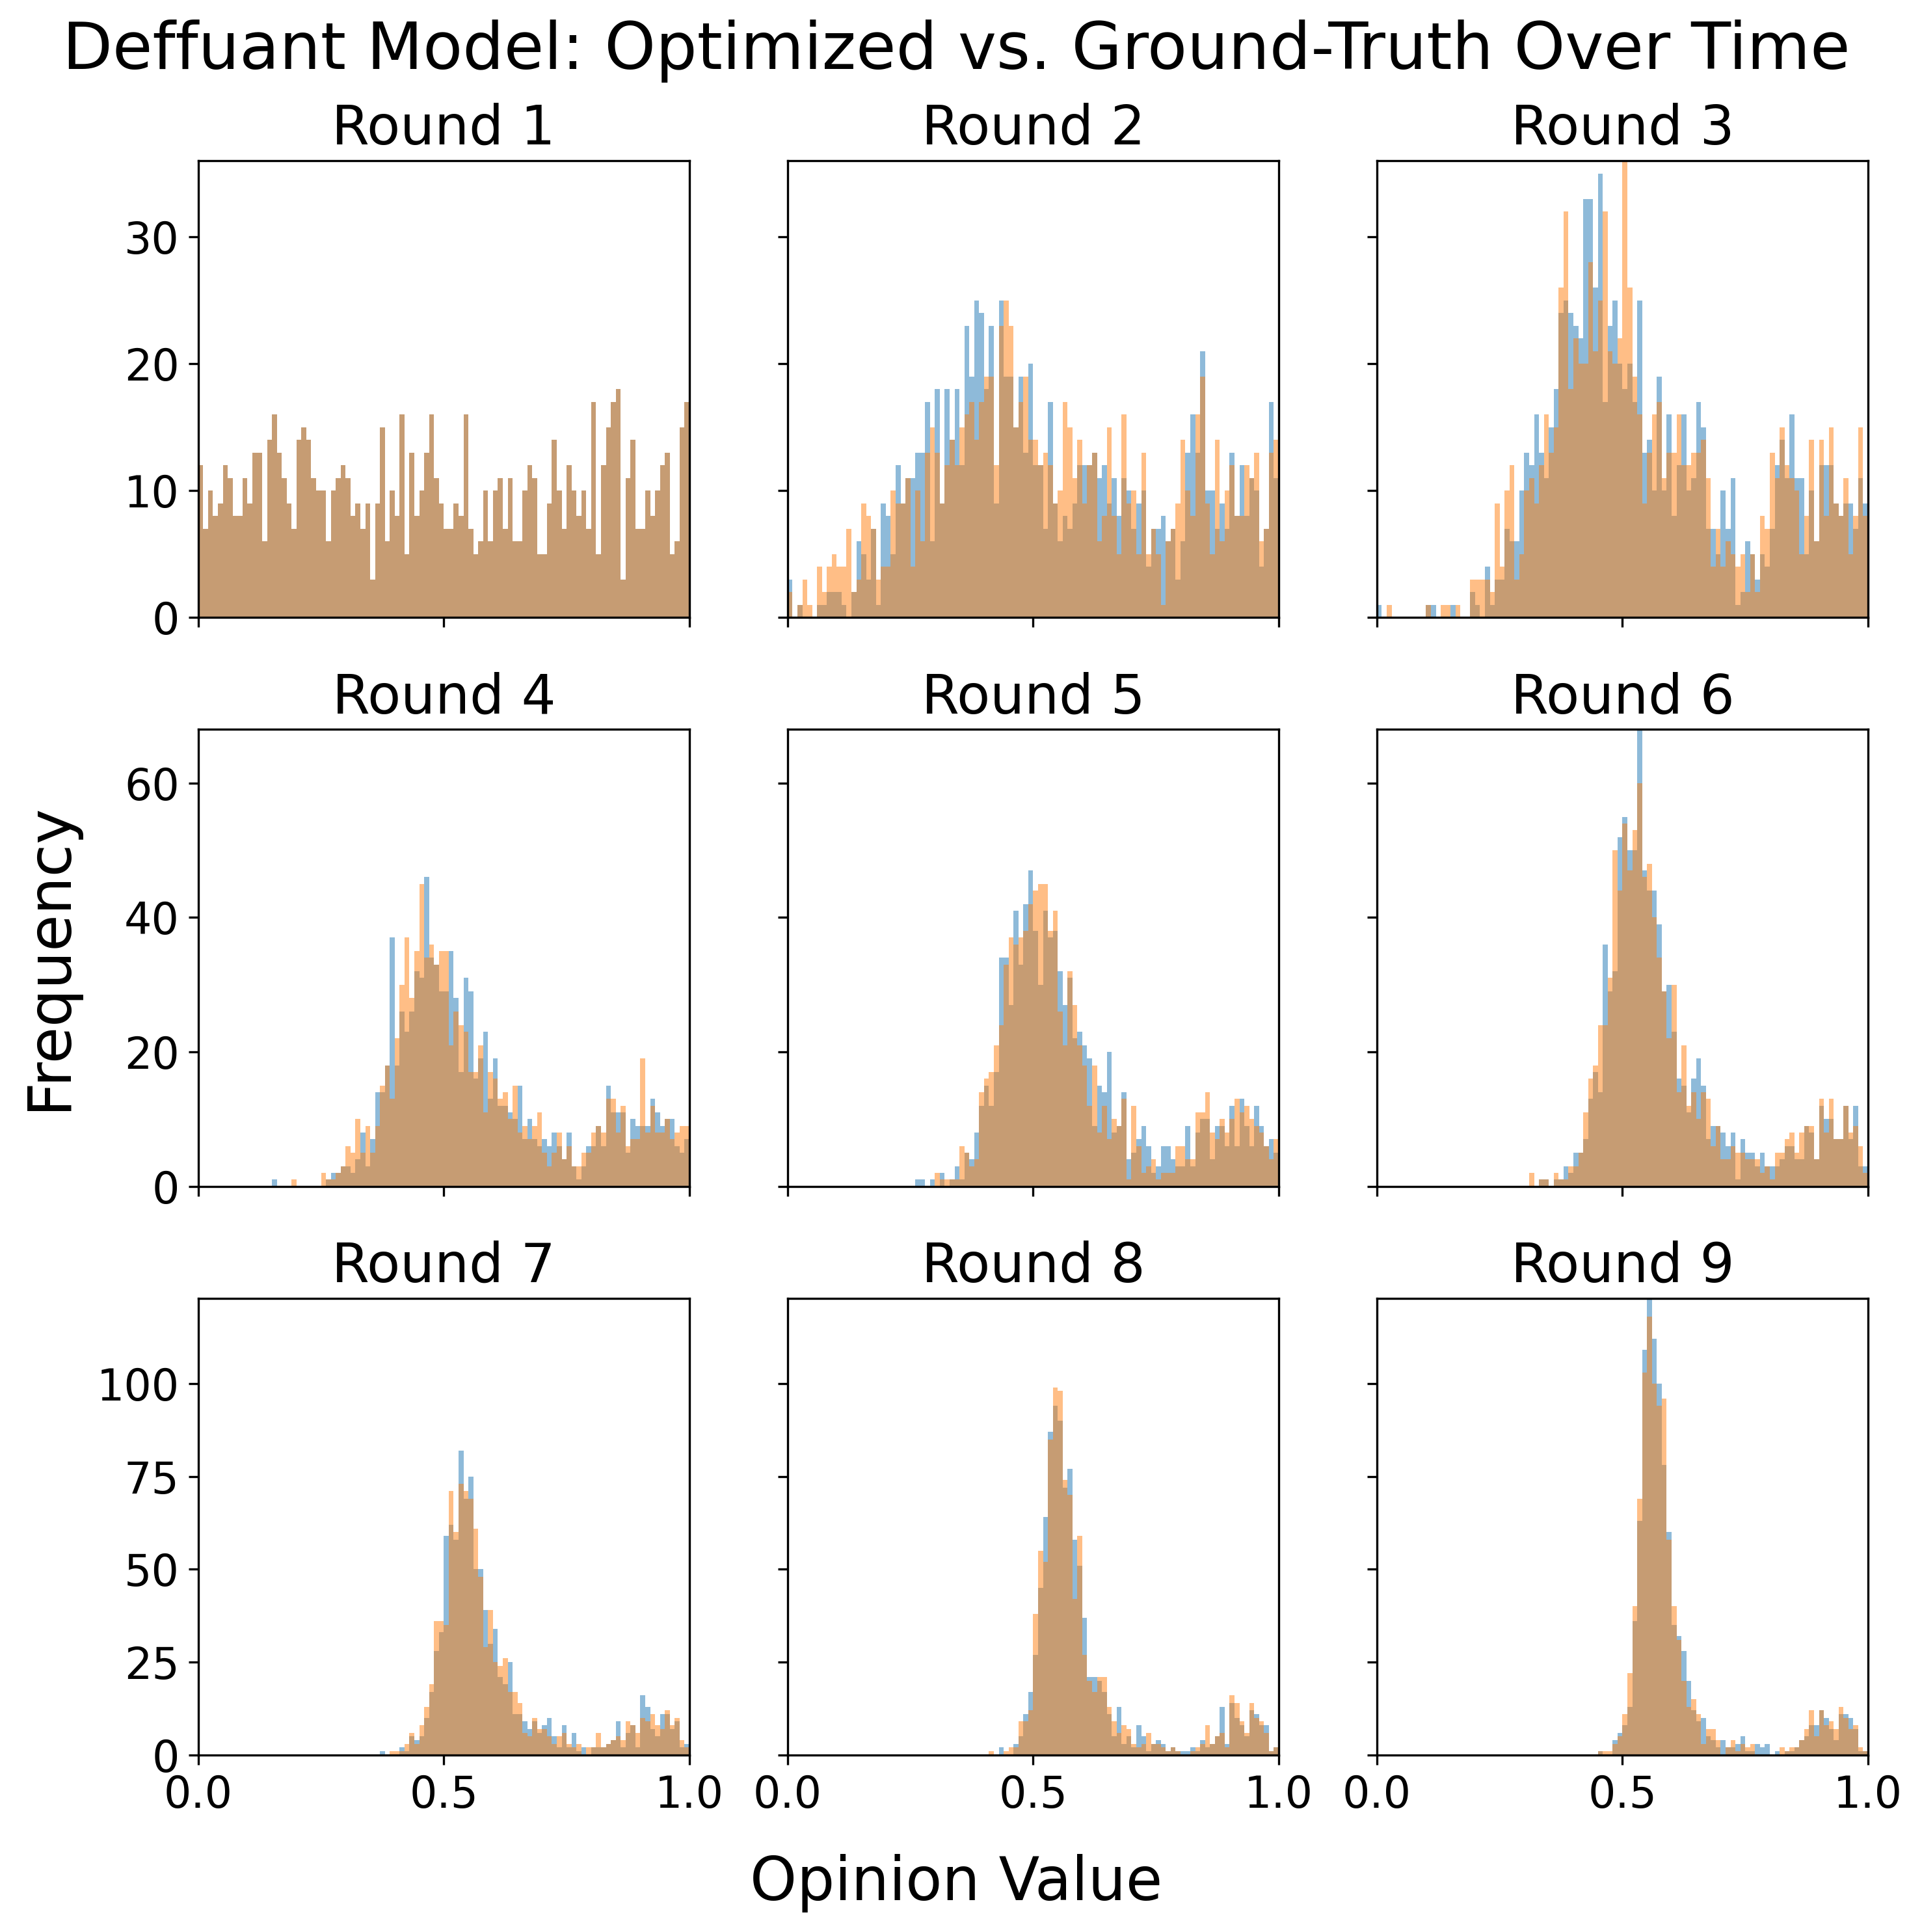 Deffuant Model: Optimized vs. Ground-Truth Over Time
Round 1
Round 2
Round 3
30
20
10
0
Round 4
Round 5
Round 6
60
40
20
0
Frequency
Round 7
Round 8
Round 9
100
75
50
25
0
0.0 0.5 1.0
0.0 0.5 1.0
0.0 0.5 1.0
Opinion Value